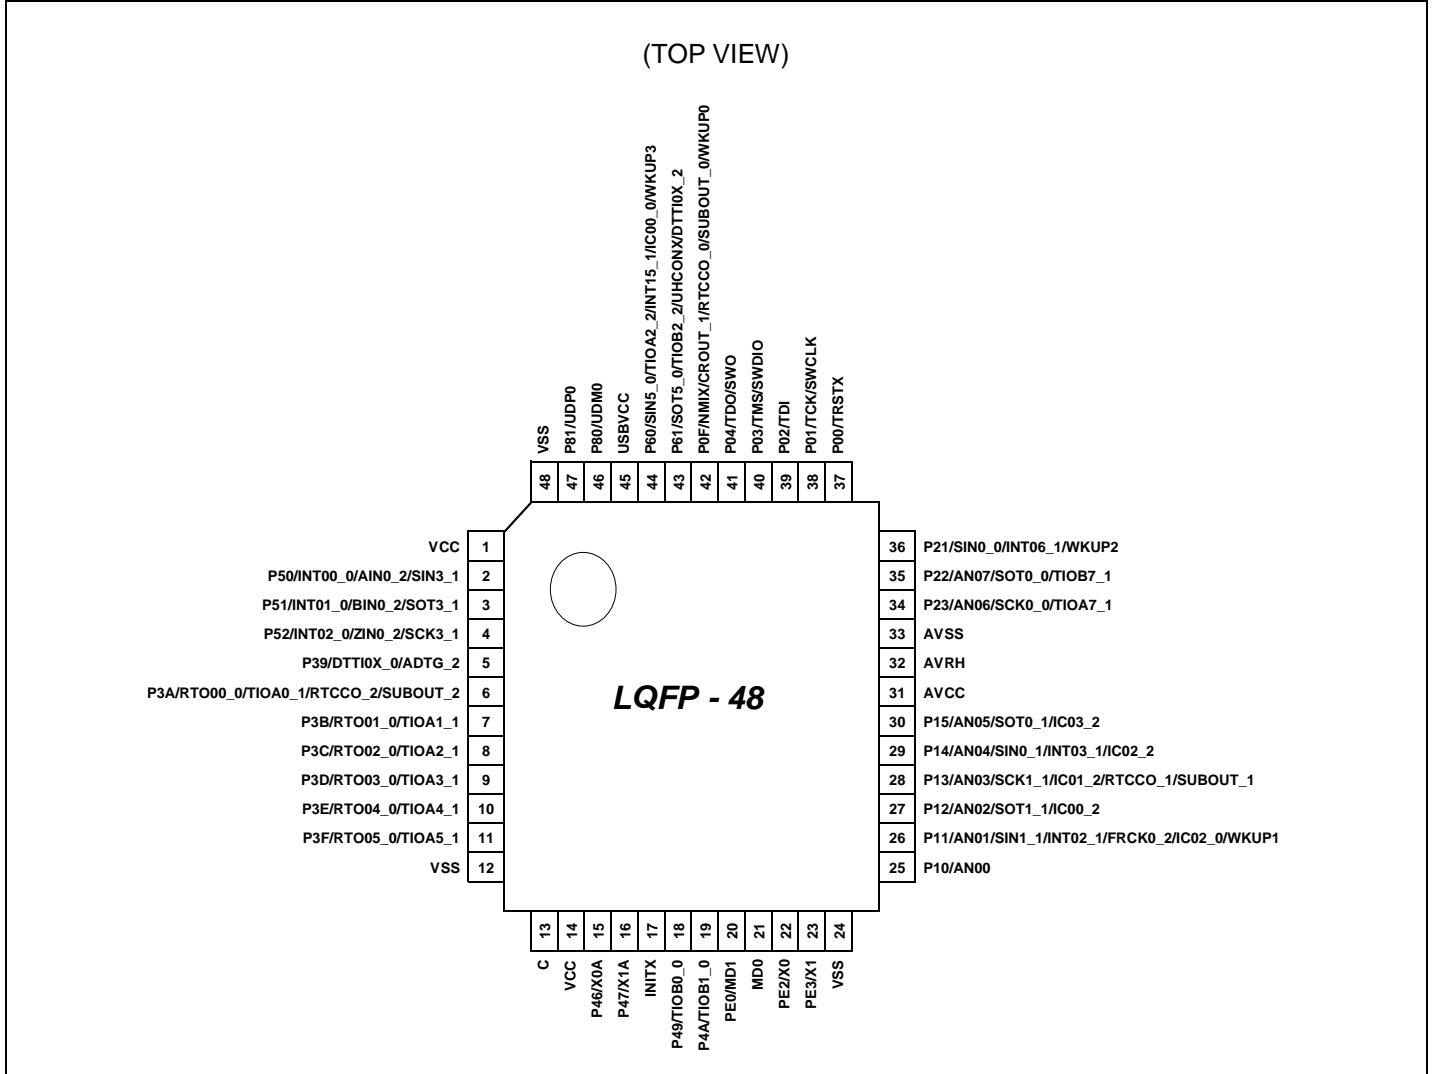 (TOP VIEW)
VSS
P81/UDP0
P80/UDM0
USBVCC
P60/SIN5_0/TIOA2_2/INT15_1/IC00_0/WKUP3
P61/SOT5_0/TIOB2_2/UHCONX/DTTI0X_2
P0F/NMIX/CROUT_1/RTCCO_0/SUBOUT_0/WKUP0
P04/TDO/SWO
P03/TMS/SWDIO
P02/TDI
P01/TCK/SWCLK
P00/TRSTX
48
47
46
45
44
43
42
41
40
39
38
37
VCC 1
P50/INT00_0/AIN0_2/SIN3_1 2
P51/INT01_0/BIN0_2/SOT3_1 3
P52/INT02_0/ZIN0_2/SCK3_1 4
P39/DTTI0X_0/ADTG_2 5
P3A/RTO00_0/TIOA0_1/RTCCO_2/SUBOUT_2 6
P3B/RTO01_0/TIOA1_1 7
P3C/RTO02_0/TIOA2_1 8
P3D/RTO03_0/TIOA3_1 9
P3E/RTO04_0/TIOA4_1 10
P3F/RTO05_0/TIOA5_1 11
VSS 12
LQFP - 48
36 P21/SIN0_0/INT06_1/WKUP2
35 P22/AN07/SOT0_0/TIOB7_1
34 P23/AN06/SCK0_0/TIOA7_1
33 AVSS
32 AVRH
31 AVCC
30 P15/AN05/SOT0_1/IC03_2
29 P14/AN04/SIN0_1/INT03_1/IC02_2
28 P13/AN03/SCK1_1/IC01_2/RTCCO_1/SUBOUT_1
27 P12/AN02/SOT1_1/IC00_2
26 P11/AN01/SIN1_1/INT02_1/FRCK0_2/IC02_0/WKUP1
25 P10/AN00
13
14
15
16
17
18
19
20
21
22
23
24
C
VCC
P46/X0A
P47/X1A
INITX
P49/TIOB0_0
P4A/TIOB1_0
PE0/MD1
MD0
PE2/X0
PE3/X1
VSS